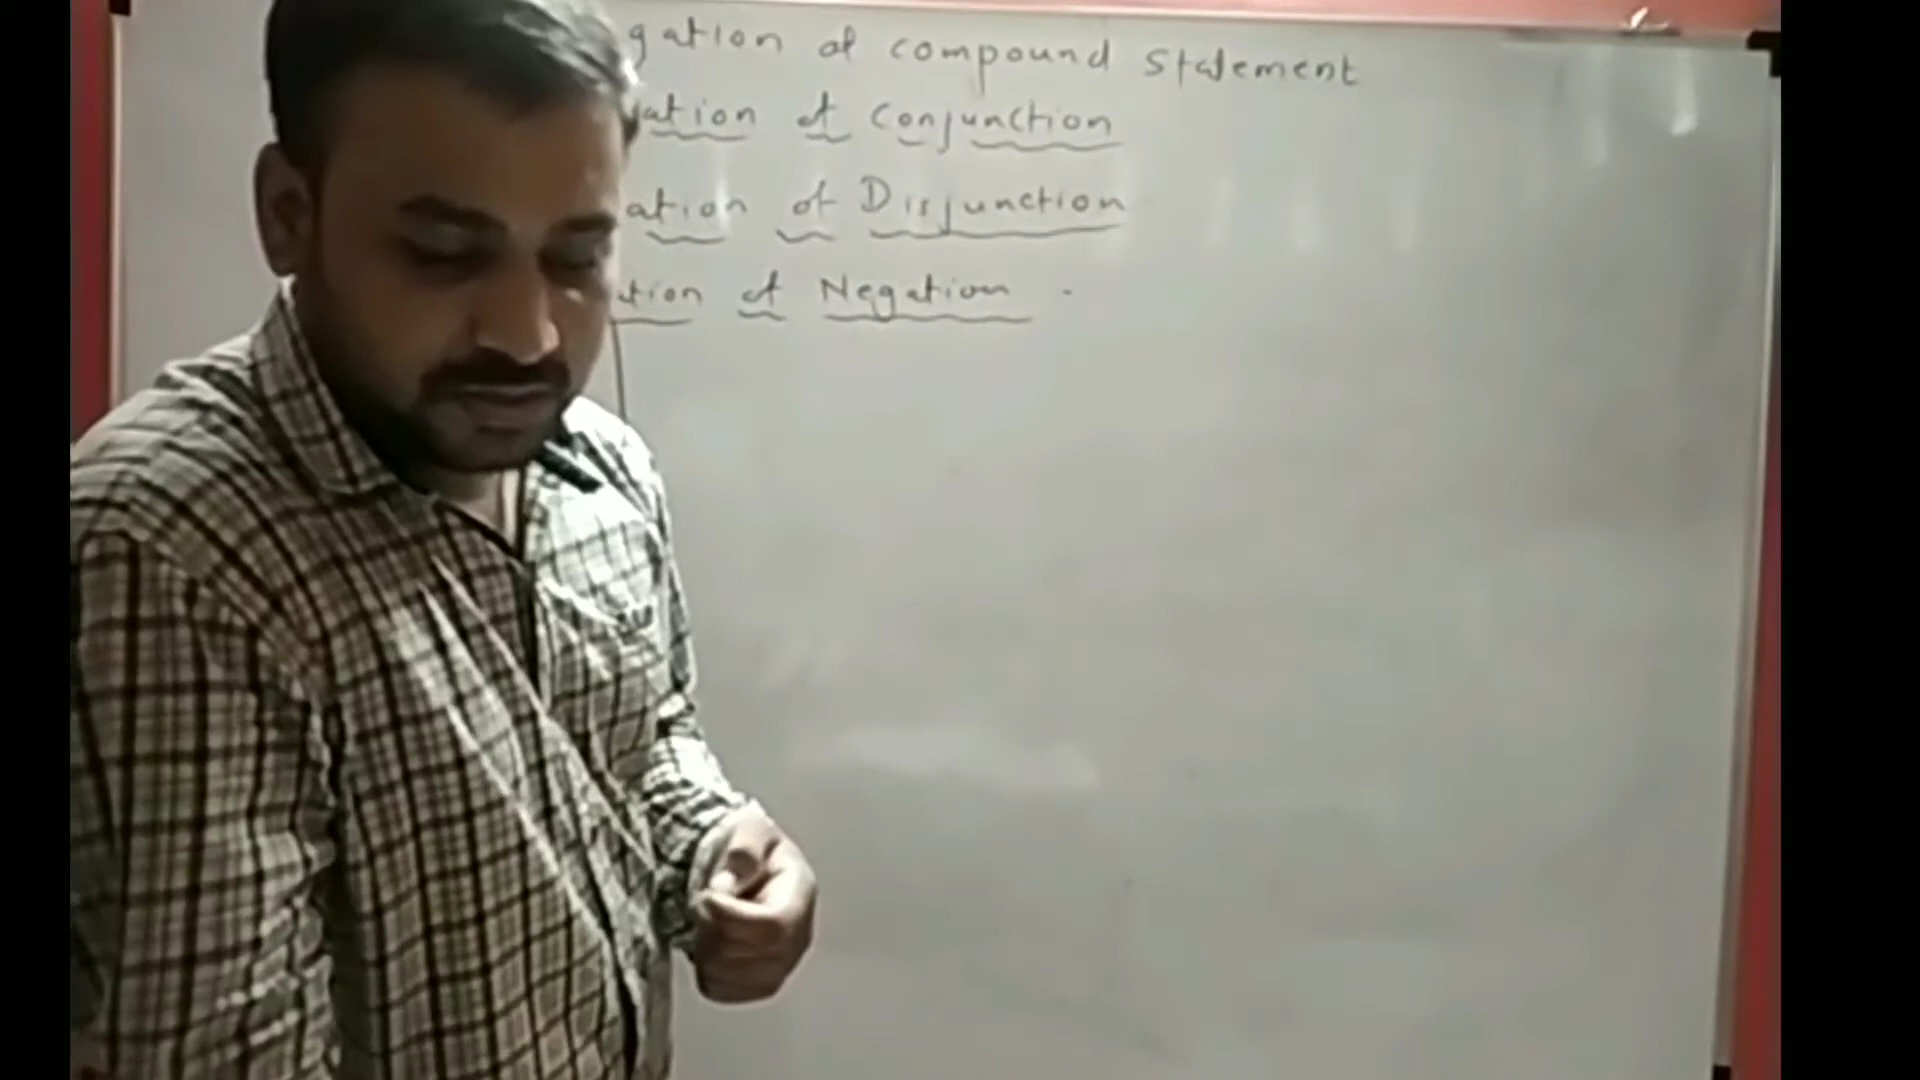 gation of compound statement
ation of Conjunction
ation of Disjunction
tion of Negation .